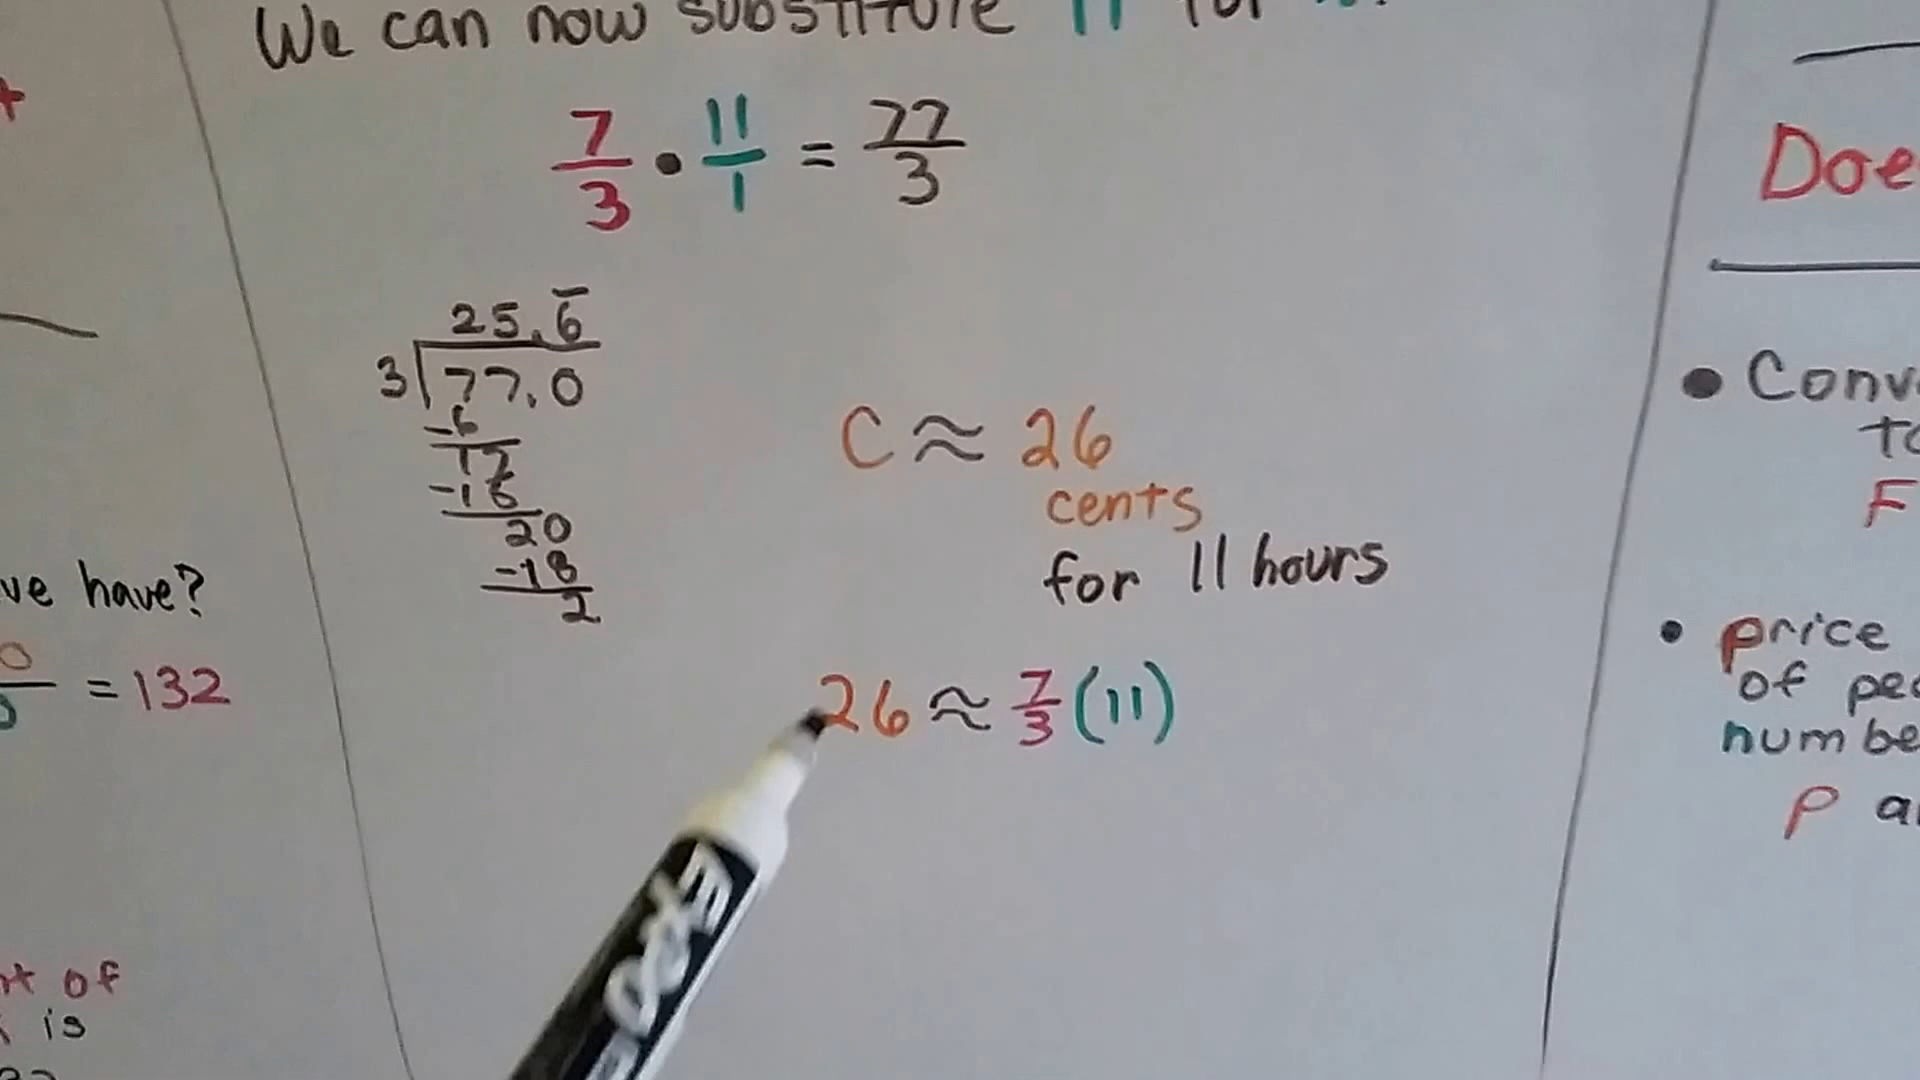 We can now substitute 11 for
7/3 • 11/1 = 77/3
25.6̅
3 77.0
-6
17
-16
20
-18
2
C ≈ 26
cents
for 11 hours
26 ≈ 7/3 (11)
EXPO
ve have?
= 132
of
is
Doe
• Conv
to
F
• price
of pe
numbe
p a